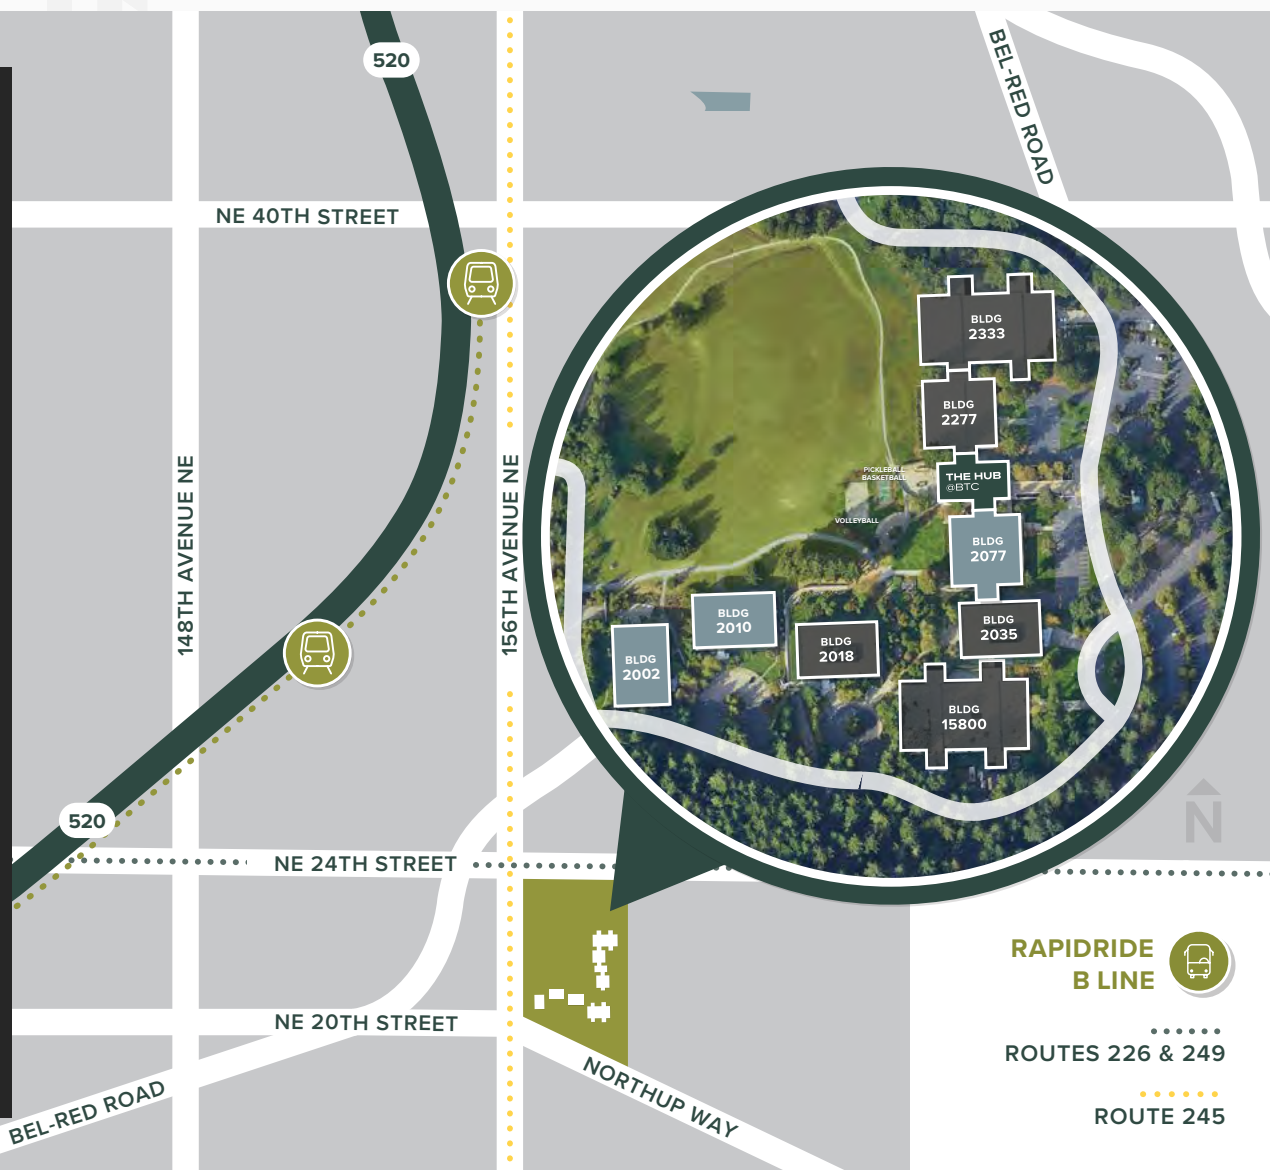 520
BEL-RED ROAD
NE 40TH STREET
148TH AVENUE NE
156TH AVENUE NE
BLDG
2333
BLDG
2277
PICKLEBALL
BASKETBALL
THE HUB
@BTC
VOLLEYBALL
BLDG
2077
BLDG
2010
BLDG
2035
BLDG
2018
BLDG
2002
BLDG
15800
520
N
NE 24TH STREET
NE 20TH STREET
BEL-RED ROAD
NORTHUP WAY
RAPIDRIDE
B LINE
ROUTES 226 & 249
ROUTE 245